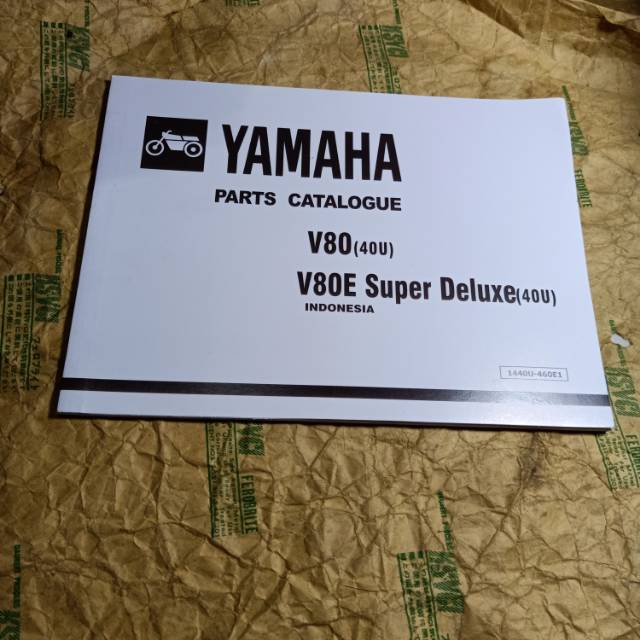 YAMAHA
PARTS CATALOGUE
V80(40U)
V80E Super Deluxe(40U)
INDONESIA
1440U-460E1